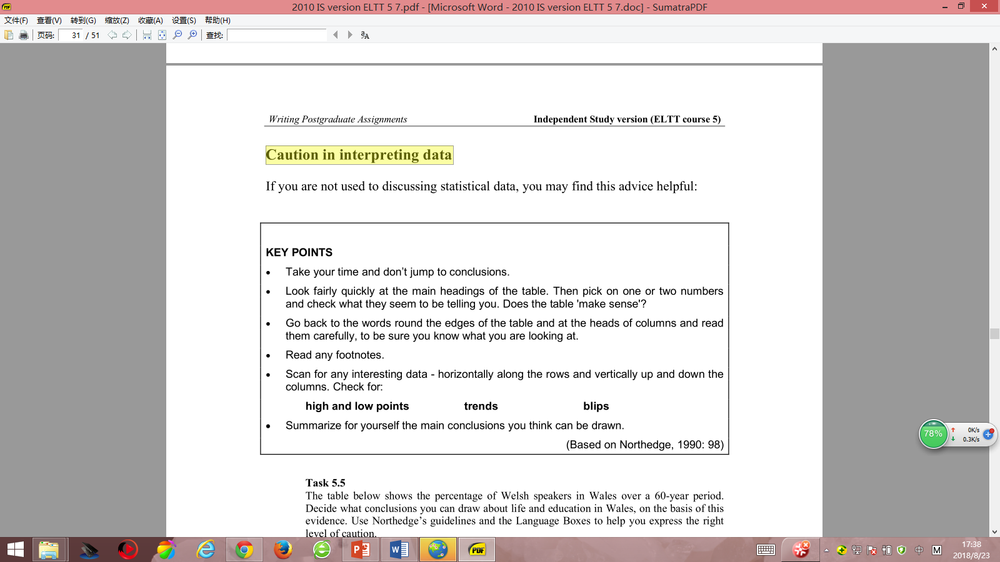 2010 IS version ELTT 5 7.pdf - [Microsoft Word - 2010 IS version ELTT 5 7.doc] - SumatraPDF
文件(F) 查看(V) 转到(G) 缩放(Z) 收藏(A) 设置(S) 帮助(H)
页码: 31 / 51 查找:
Writing Postgraduate Assignments Independent Study version (ELTT course 5)
Caution in interpreting data
If you are not used to discussing statistical data, you may find this advice helpful:
KEY POINTS
• Take your time and don't jump to conclusions.
• Look fairly quickly at the main headings of the table. Then pick on one or two numbers
and check what they seem to be telling you. Does the table 'make sense'?
• Go back to the words round the edges of the table and at the heads of columns and read
them carefully, to be sure you know what you are looking at.
• Read any footnotes.
• Scan for any interesting data - horizontally along the rows and vertically up and down the
columns. Check for:
high and low points trends blips
• Summarize for yourself the main conclusions you think can be drawn.
(Based on Northedge, 1990: 98)
Task 5.5
The table below shows the percentage of Welsh speakers in Wales over a 60-year period.
Decide what conclusions you can draw about life and education in Wales, on the basis of this
evidence. Use Northedge's guidelines and the Language Boxes to help you express the right
level of caution.
78% 0K/s
0.3K/s
PDF
中 M
17:38
2018/8/23